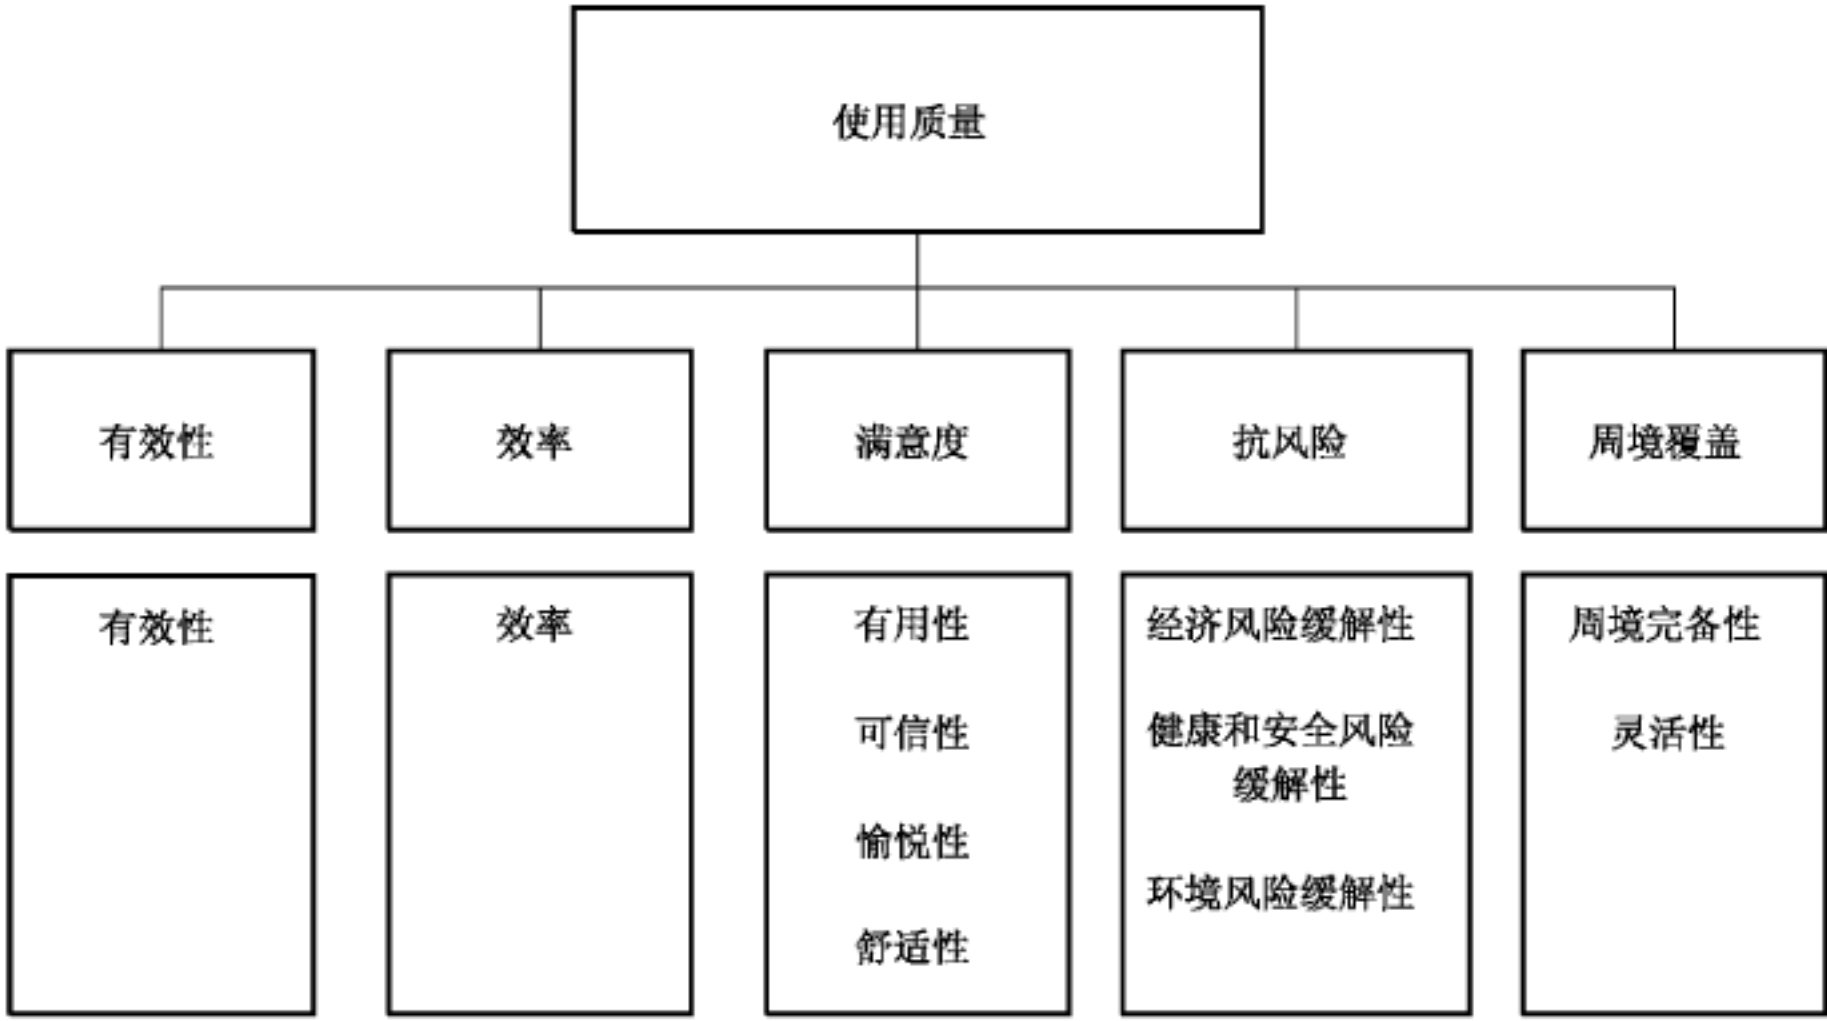 使用质量
有效性
效率
满意度
抗风险
周境覆盖
有效性
效率
有用性
可信性
愉悦性
舒适性
经济风险缓解性
健康和安全风险
缓解性
环境风险缓解性
周境完备性
灵活性